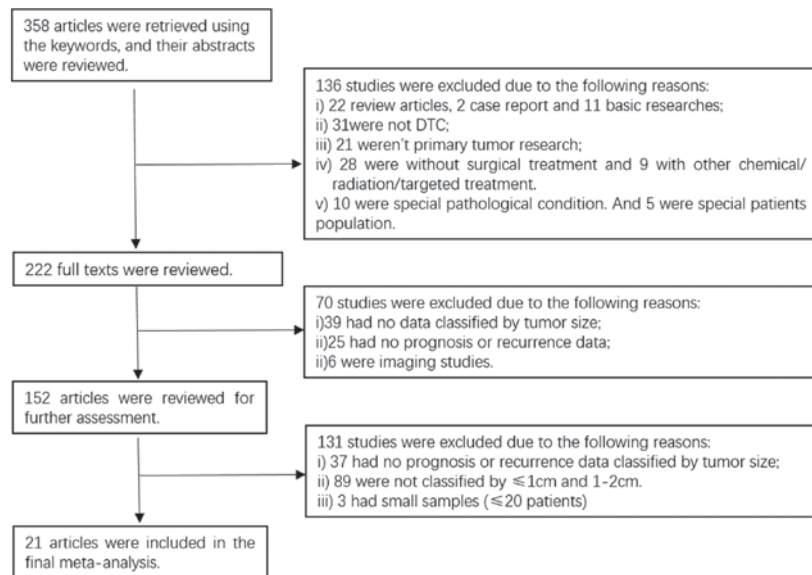 358 articles were retrieved using
the keywords, and their abstracts
were reviewed.
136 studies were excluded due to the following reasons:
i) 22 review articles, 2 case report and 11 basic researches;
ii) 31were not DTC;
iii) 21 weren't primary tumor research;
iv) 28 were without surgical treatment and 9 with other chemical/
radiation/targeted treatment.
v) 10 were special pathological condition. And 5 were special patients
population.
222 full texts were reviewed.
70 studies were excluded due to the following reasons:
i)39 had no data classified by tumor size;
ii)25 had no prognosis or recurrence data;
ii)6 were imaging studies.
152 articles were reviewed for
further assessment.
131 studies were excluded due to the following reasons:
i) 37 had no prognosis or recurrence data classified by tumor size;
ii) 89 were not classified by ≤1cm and 1-2cm.
iii) 3 had small samples (≤20 patients)
21 articles were included in the
final meta-analysis.